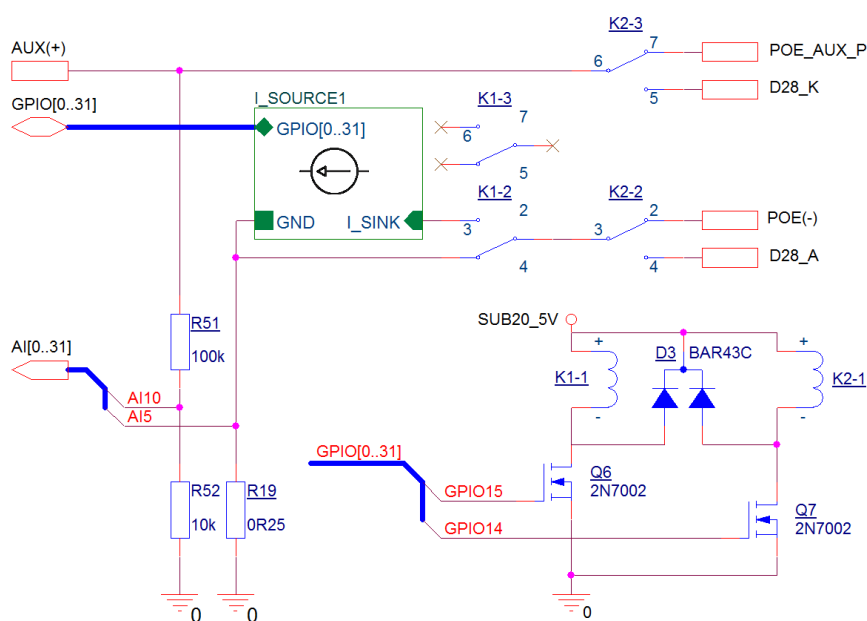 K2-3
AUX(+)
7
POE_AUX_P
6
I_SOURCE1
D28_K
GPIO[0..31]
K1-3
5
7
GPIO[0..31]
6
5
K1-2
K2-2
2
2
POE(-)
GND
I_SINK
3
3
4
4
D28_A
SUB20_5V
R51
+
D3
BAR43C
+
AI[0..31]
100k
K1-1
K2-1
AI10
-
-
AI5
GPIO[0..31]
Q6
R52
R19
GPIO15
2N7002
Q7
10k
0R25
GPIO14
2N7002
0
0
0